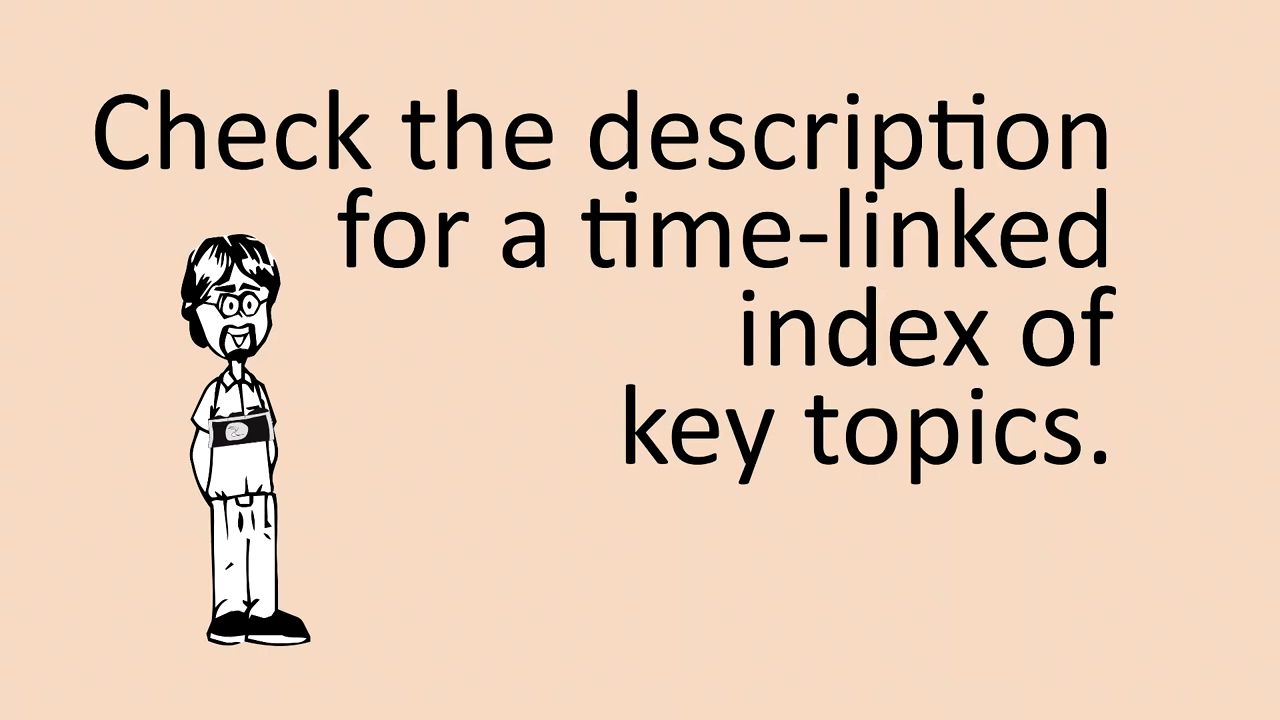 Check the description
for a time-linked
index of
key topics.